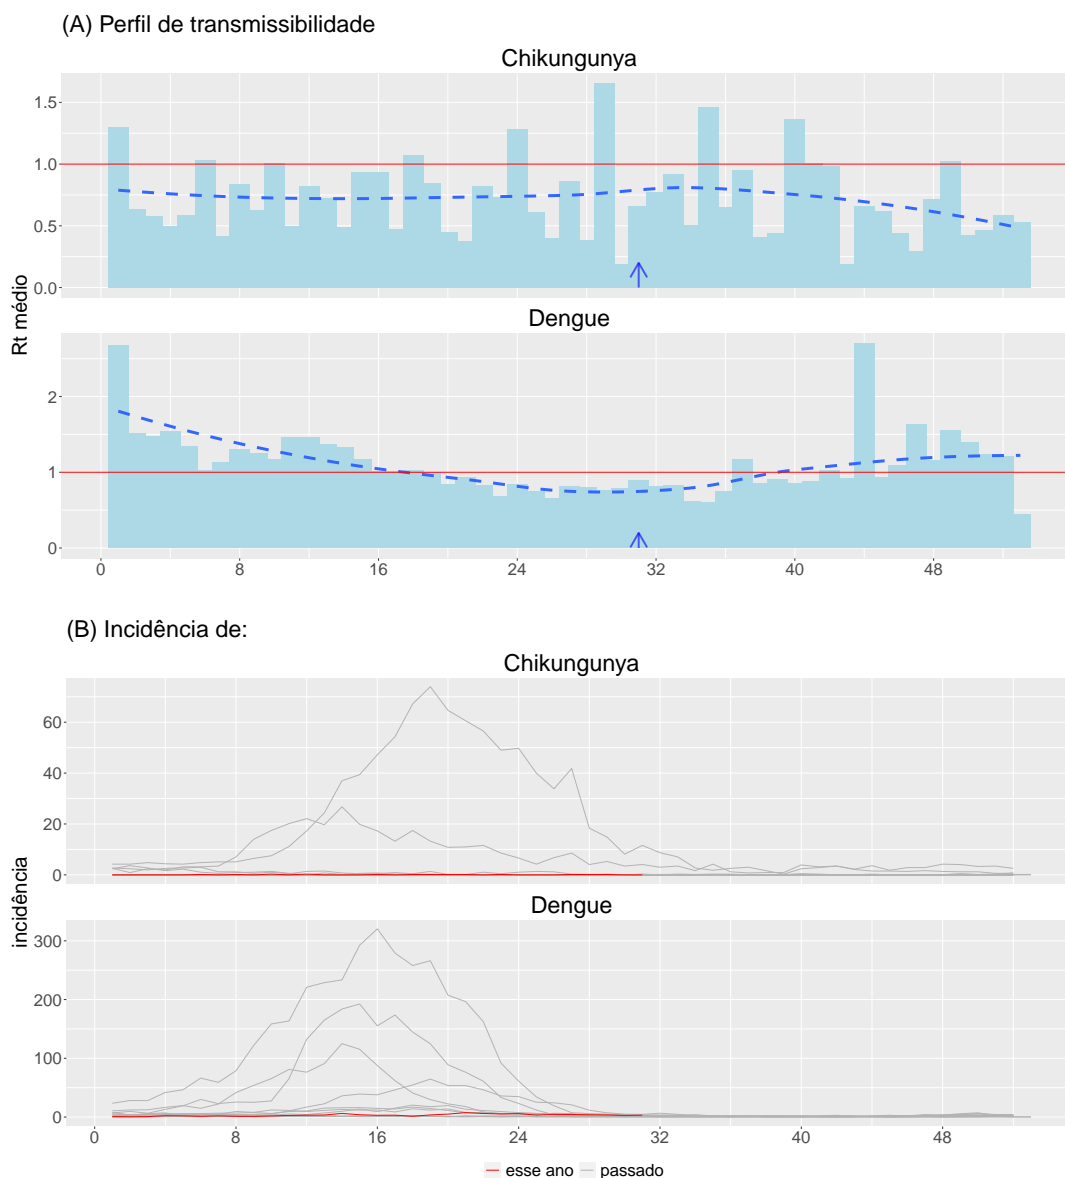 (A) Perfil de transmissibilidade
Chikungunya
1.5
1.0
0.5
0.0
Rt médio
Dengue
2
1
0
0 8 16 24 32 40 48
(B) Incidência de:
Chikungunya
60
40
20
0
incidência
Dengue
300
200
100
0
0 8 16 24 32 40 48
esse ano passado